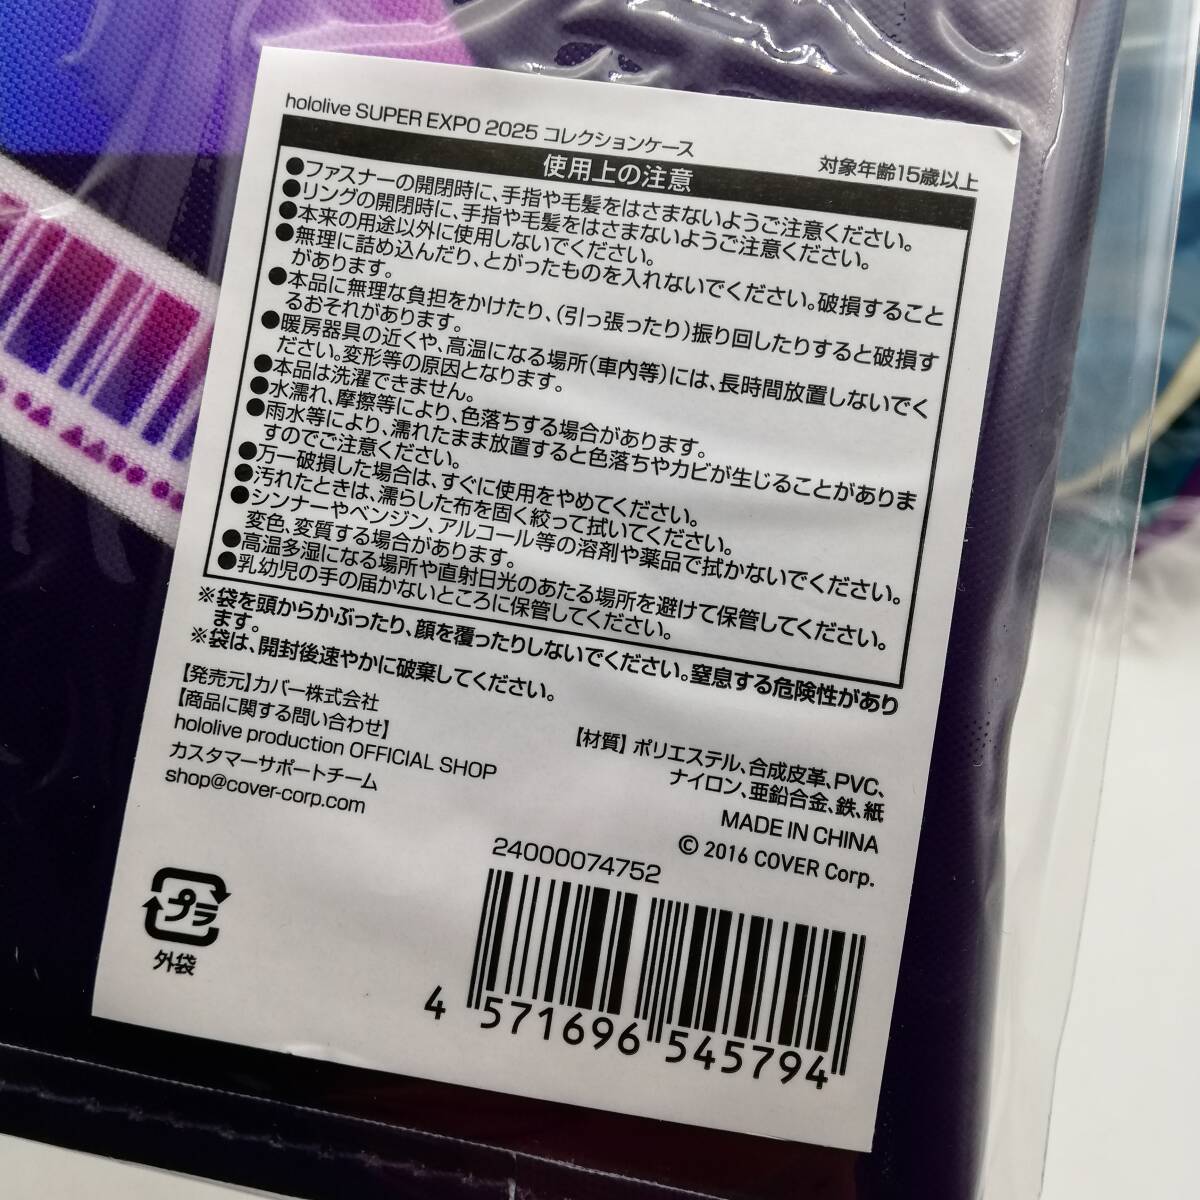 hololive SUPER EXPO 2025 コレクションケース
対象年齢15歳以上
使用上の注意
●ファスナーの開閉時に、手指や毛髪をはさまないようご注意ください。
●リングの開閉時に、手指や毛髪をはさまないようご注意ください。
●本来の用途以外に使用しないでください。
●無理に詰め込んだり、とがったものを入れないでください。破損すること
があります。
●本品に無理な負担をかけたり、(引っ張ったり)振り回したりすると破損す
るおそれがあります。
●暖房器具の近くや、高温になる場所(車内等)には、長時間放置しないでく
ださい。変形等の原因となります。
●本品は洗濯できません。
●水濡れ、摩擦等により、色落ちする場合があります。
●雨水等により、濡れたまま放置すると色落ちやカビが生じることがありま
すのでご注意ください。
●万一破損した場合は、すぐに使用をやめてください。
●汚れたときは、濡らした布を固く絞って拭いてください。
●シンナーやベンジン、アルコール等の溶剤や薬品で拭かないでください。
変色、変質する場合があります。
●高温多湿になる場所や直射日光のあたる場所を避けて保管してください。
●乳幼児の手の届かないところに保管してください。
※袋を頭からかぶったり、顔を覆ったりしないでください。窒息する危険性があり
ます。
※袋は、開封後速やかに破棄してください。
【発売元】カバー株式会社
【商品に関する問い合わせ】
hololive production OFFICIAL SHOP
カスタマーサポートチーム
shop@cover-corp.com
【材質】ポリエステル、合成皮革、PVC、
ナイロン、亜鉛合金、鉄、紙
MADE IN CHINA
© 2016 COVER Corp.
24000074752
プラ
外袋
4 571696 545794